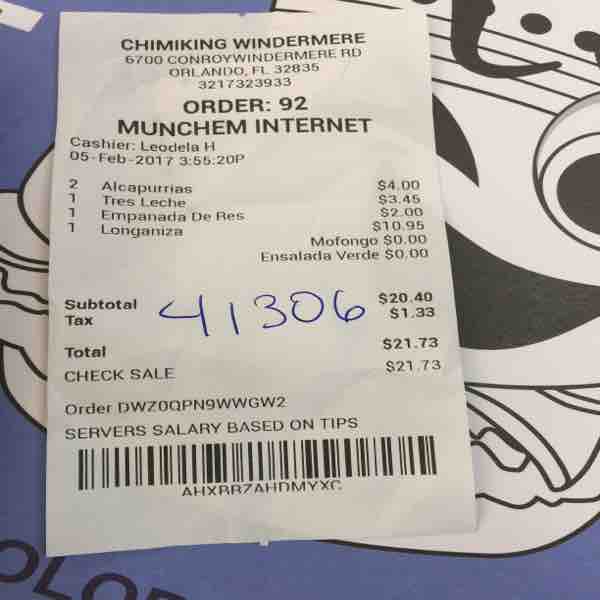 CHIMIKING WINDERMERE
6700 CONROYWINDERMERE RD
ORLANDO, FL 32835
3217323933
ORDER: 92
MUNCHEM INTERNET
Cashier: Leodela H
05-Feb-2017 3:55:20P
2 Alcapurrias $4.00
1 Tres Leche $3.45
1 Empanada De Res $2.00
1 Longaniza $10.95
Mofongo $0.00
Ensalada Verde $0.00
41306
Subtotal $20.40
Tax $1.33
Total $21.73
CHECK SALE $21.73
Order DWZ0QPN9WWGW2
SERVERS SALARY BASED ON TIPS